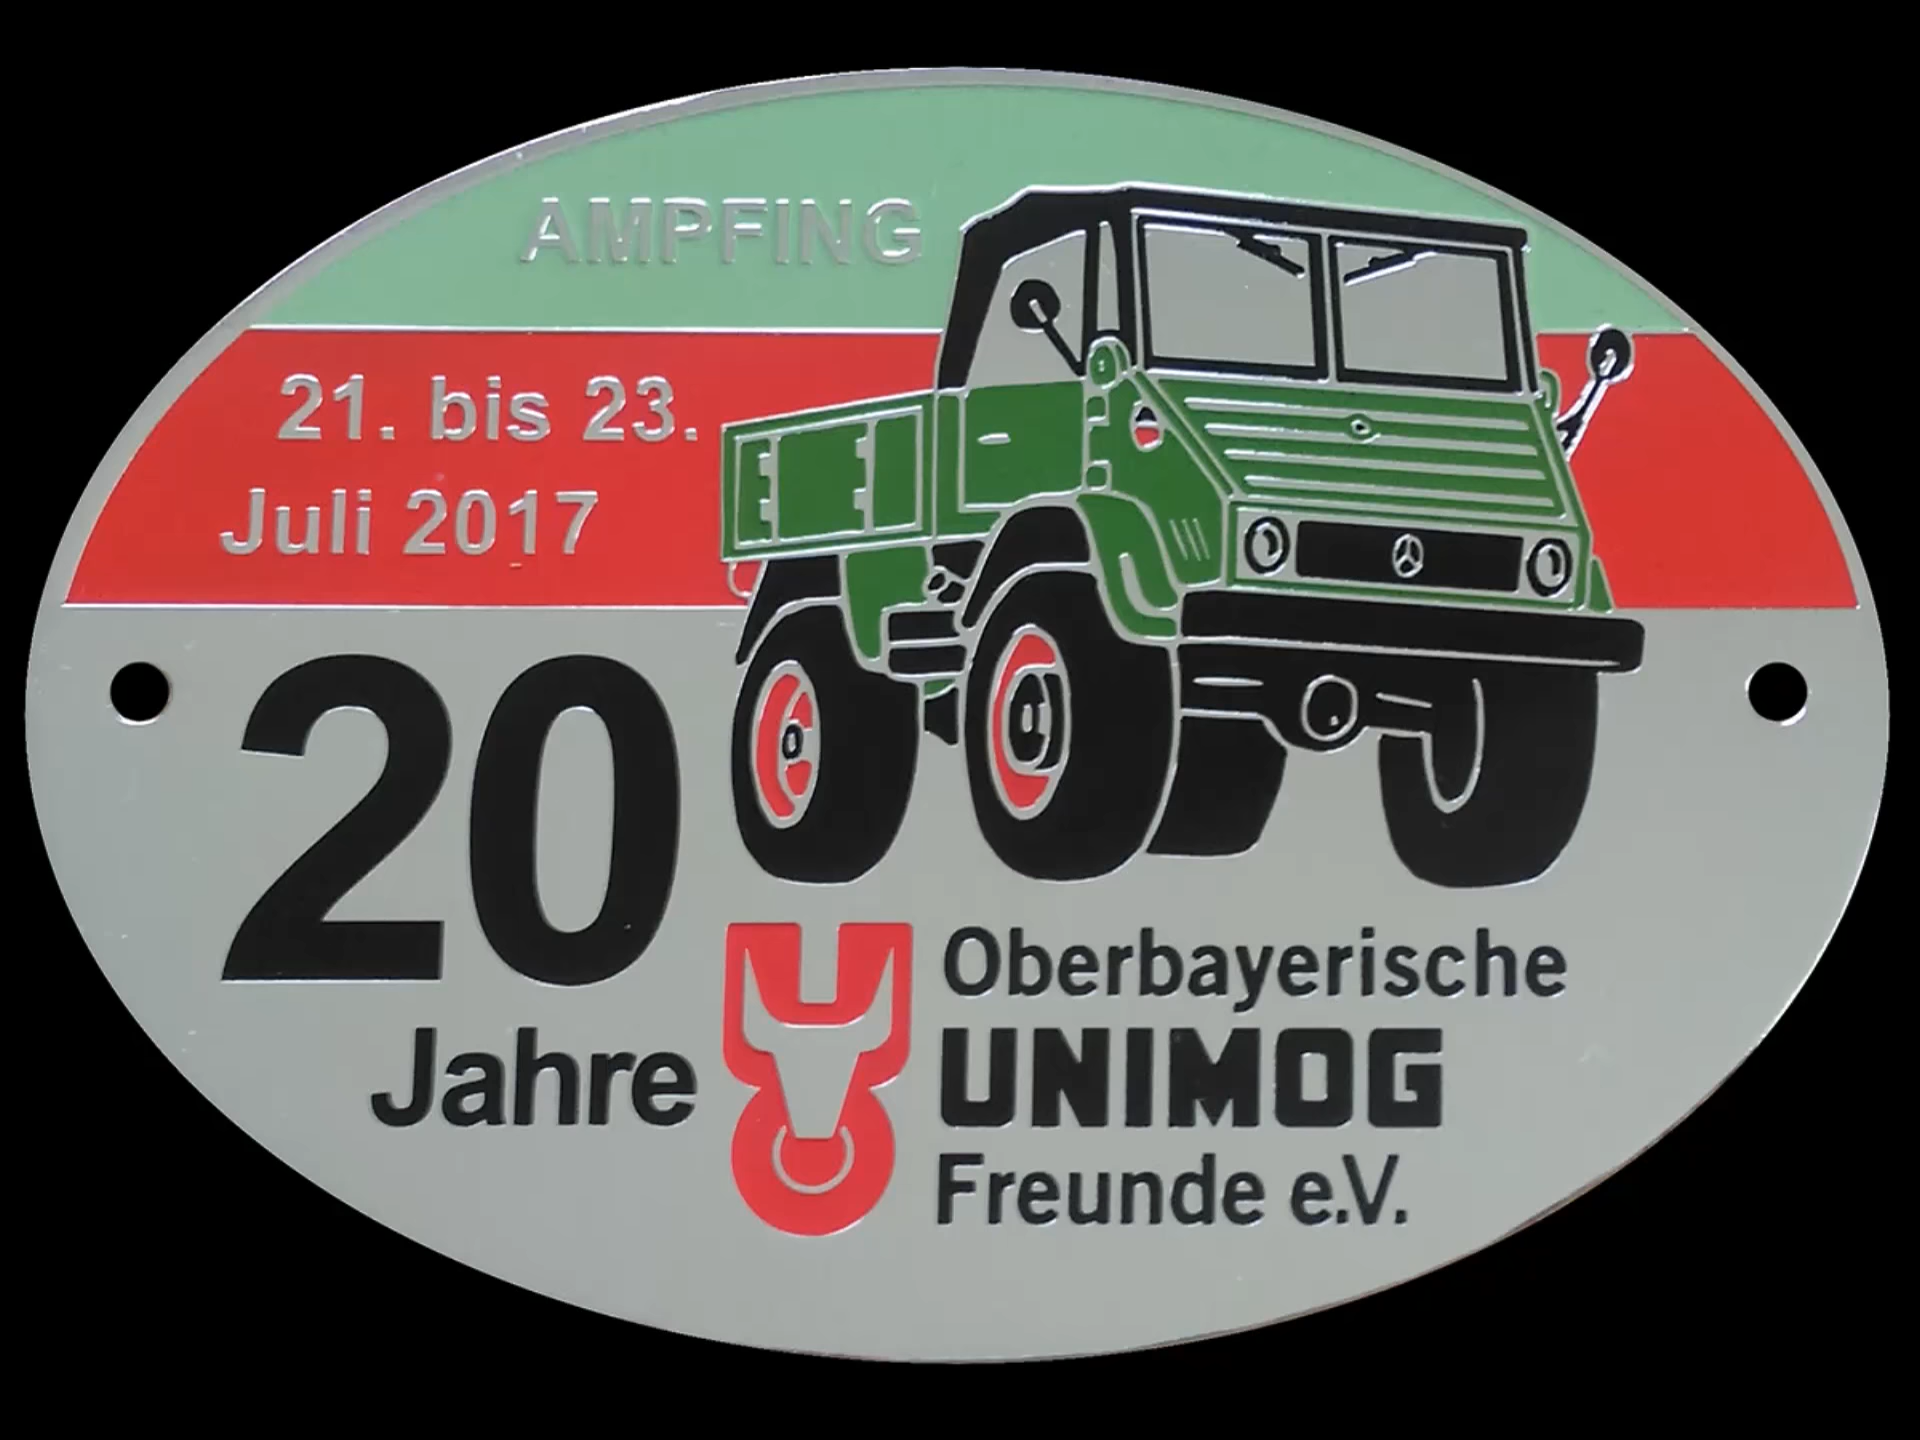 AMPFING
21. bis 23.
Juli 2017
20
Jahre
Oberbayerische
UNIMOG
Freunde e.V.